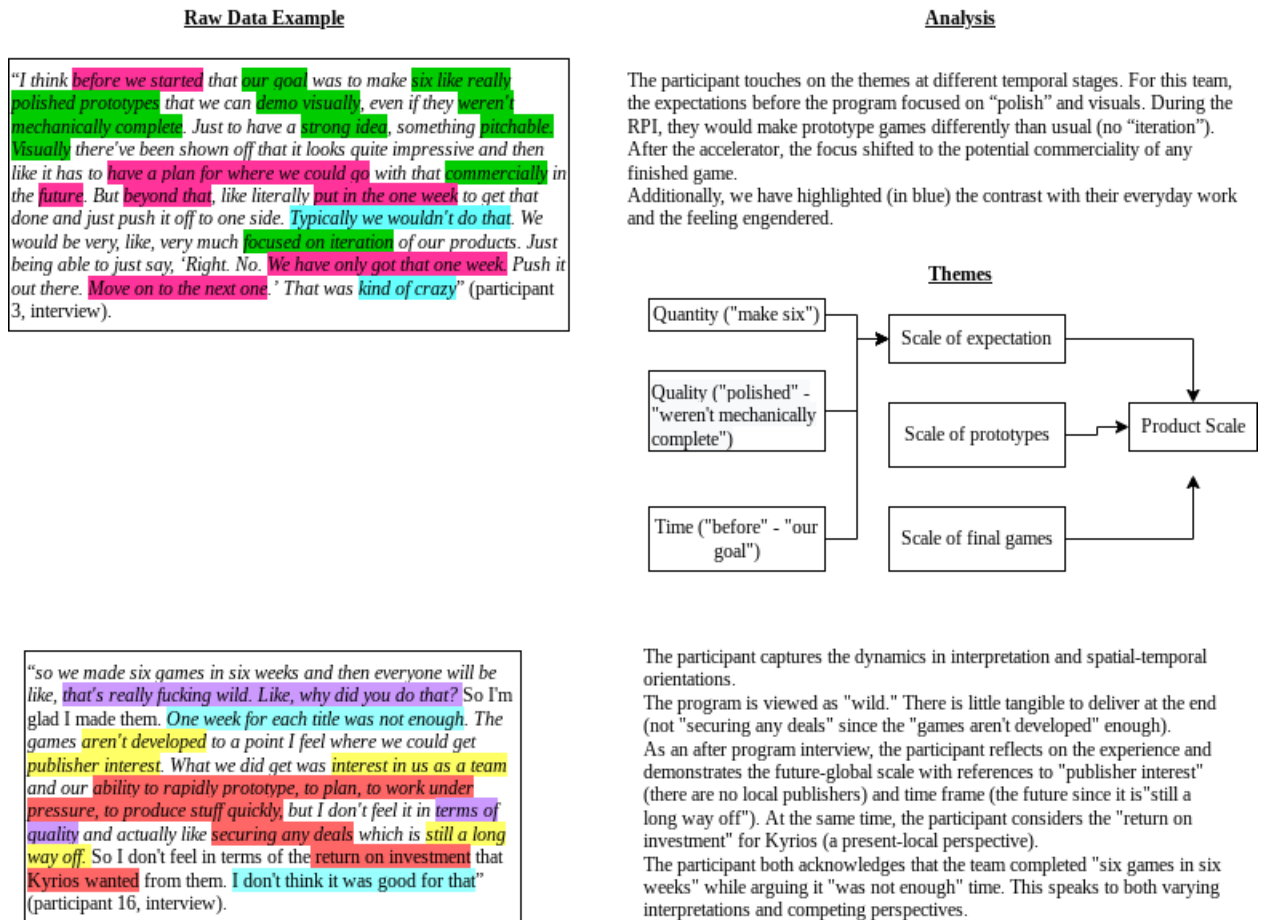 Raw Data Example
“I think before we started that our goal was to make six like really
polished prototypes that we can demo visually, even if they weren't
mechanically complete. Just to have a strong idea, something pitchable.
Visually there've been shown off that it looks quite impressive and then
like it has to have a plan for where we could go with that commercially in
the future. But beyond that, like literally put in the one week to get that
done and just push it off to one side. Typically we wouldn't do that. We
would be very, like, very much focused on iteration of our products. Just
being able to just say, ‘Right. No. We have only got that one week. Push it
out there. Move on to the next one.’ That was kind of crazy” (participant
3, interview).
Analysis
The participant touches on the themes at different temporal stages. For this team,
the expectations before the program focused on “polish” and visuals. During the
RPI, they would make prototype games differently than usual (no “iteration”).
After the accelerator, the focus shifted to the potential commerciality of any
finished game.
Additionally, we have highlighted (in blue) the contrast with their everyday work
and the feeling engendered.
Themes
Quantity ("make six")
Quality ("polished" -
"weren't mechanically
complete")
Time ("before" - "our
goal")
Scale of expectation
Scale of prototypes
Scale of final games
Product Scale
“so we made six games in six weeks and then everyone will be
like, that's really fucking wild. Like, why did you do that? So I'm
glad I made them. One week for each title was not enough. The
games aren't developed to a point I feel where we could get
publisher interest. What we did get was interest in us as a team
and our ability to rapidly prototype, to plan, to work under
pressure, to produce stuff quickly, but I don't feel it in terms of
quality and actually like securing any deals which is still a long
way off. So I don't feel in terms of the return on investment that
Kyrios wanted from them. I don't think it was good for that”
(participant 16, interview).
The participant captures the dynamics in interpretation and spatial-temporal
orientations.
The program is viewed as "wild." There is little tangible to deliver at the end
(not "securing any deals" since the "games aren't developed" enough).
As an after program interview, the participant reflects on the experience and
demonstrates the future-global scale with references to "publisher interest"
(there are no local publishers) and time frame (the future since it is"still a
long way off"). At the same time, the participant considers the "return on
investment" for Kyrios (a present-local perspective).
The participant both acknowledges that the team completed "six games in six
weeks" while arguing it "was not enough" time. This speaks to both varying
interpretations and competing perspectives.